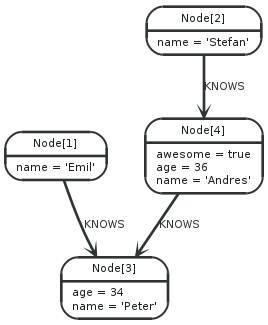 Node[2]
name = 'Stefan'
KNOWS
Node[1]
name = 'Emil'
Node[4]
awesome = true
age = 36
name = 'Andres'
KNOWS
KNOWS
Node[3]
age = 34
name = 'Peter'